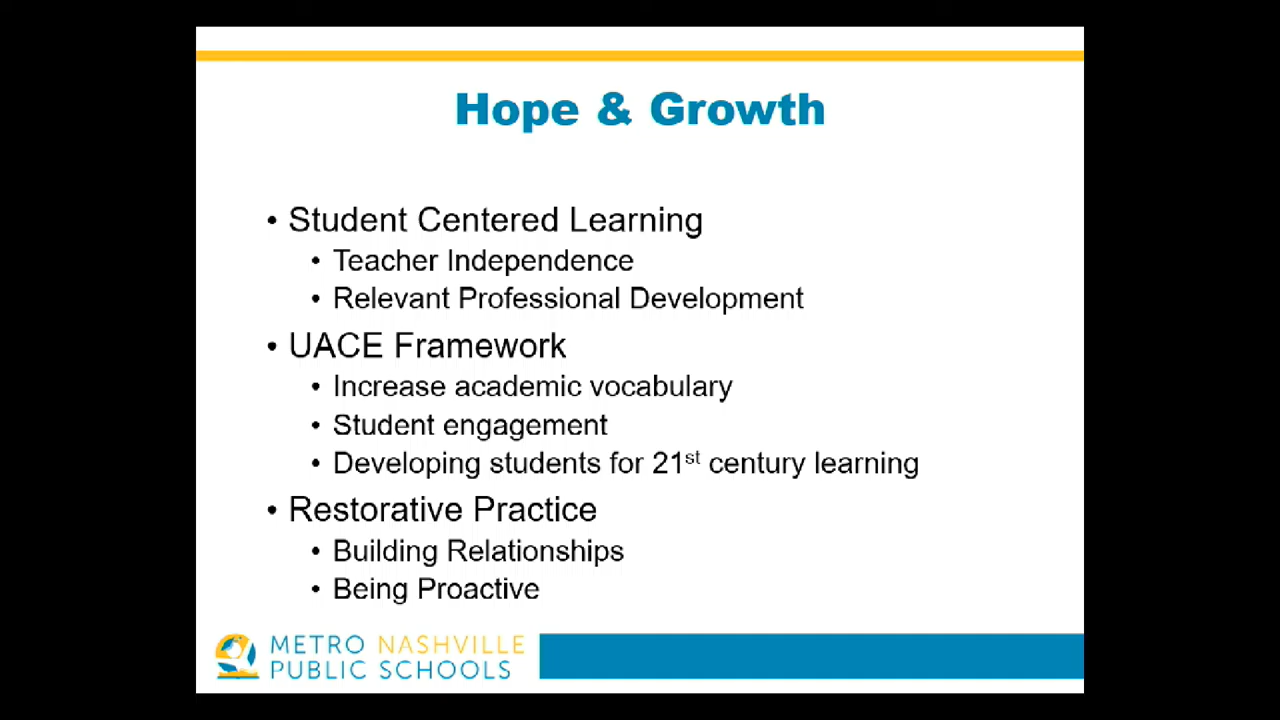 Hope & Growth
• Student Centered Learning
• Teacher Independence
• Relevant Professional Development
• UACE Framework
• Increase academic vocabulary
• Student engagement
• Developing students for 21st century learning
• Restorative Practice
• Building Relationships
• Being Proactive
METRO NASHVILLE
PUBLIC SCHOOLS